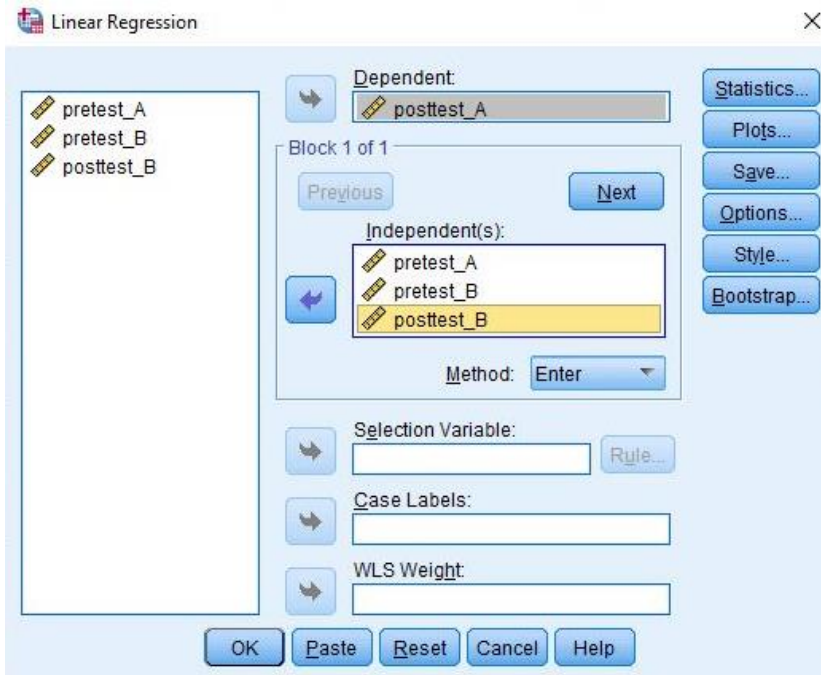 Linear Regression
pretest_A
pretest_B
posttest_B
Dependent:
posttest_A
Block 1 of 1
Previous
Next
Independent(s):
pretest_A
pretest_B
posttest_B
Method: Enter
Selection Variable:
Rule...
Case Labels:
WLS Weight:
Statistics...
Plots...
Save...
Options...
Style...
Bootstrap...
OK Paste Reset Cancel Help